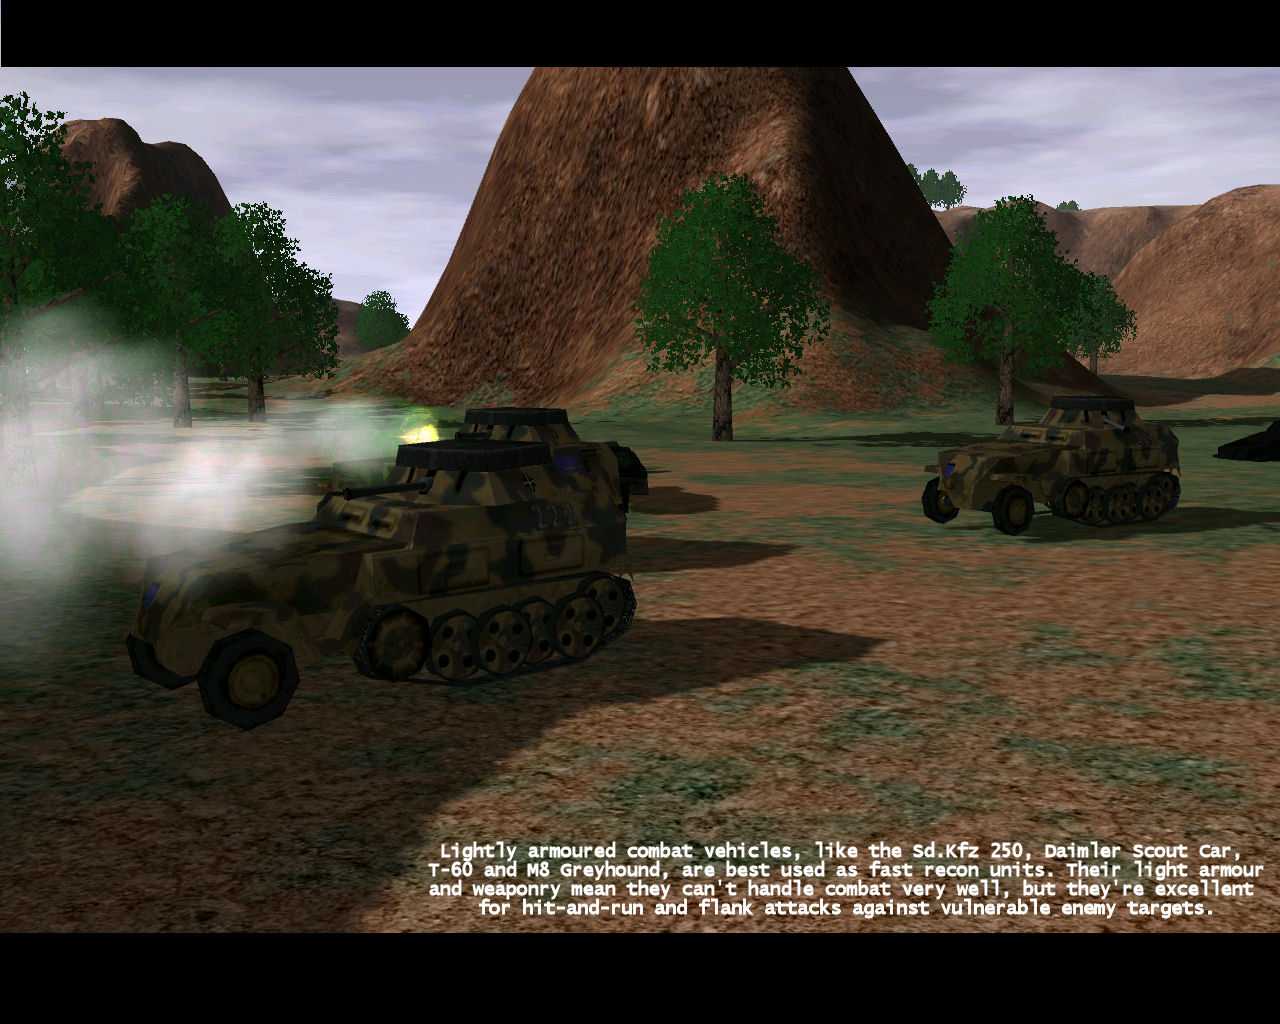 Lightly armoured combat vehicles, like the Sd.Kfz 250, Daimler Scout Car,
T-60 and M8 Greyhound, are best used as fast recon units. Their light armour
and weaponry mean they can't handle combat very well, but they're excellent
for hit-and-run and flank attacks against vulnerable enemy targets.